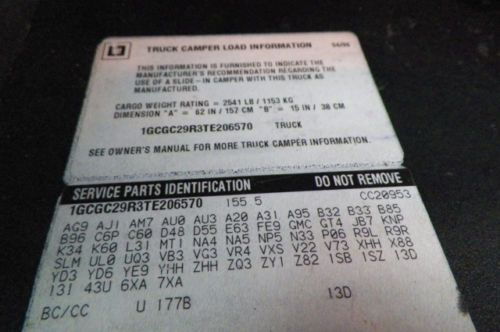 TRUCK CAMPER LOAD INFORMATION
THIS INFORMATION IS FURNISHED TO INDICATE THE
MANUFACTURER'S RECOMMENDATION REGARDING THE
USE OF A SLIDE-IN CAMPER WITH THIS TRUCK AS
MANUFACTURED.
CARGO WEIGHT RATING = 2541 LB / 1153 KG
DIMENSION "A" = 62 IN / 157 CM "B" = 15 IN / 38 CM
1GCGC29R3TE206570 TRUCK
SEE OWNER'S MANUAL FOR MORE TRUCK CAMPER INFORMATION.
SERVICE PARTS IDENTIFICATION DO NOT REMOVE
1GCGC29R3TE206570 155.5 CC20953
AG9 AJ1 AM7 AU0 AU3 A20 A31 A95 B32 B33 B85
B96 C6P C60 D48 D55 E63 FE9 GMC GT4 JB7 KNP
K34 K60 L31 MT1 NA4 NA5 NP5 N33 P06 R9L R9R
SLM UL0 UQ3 VB3 VG3 VR4 VXS V22 V73 XHH X88
YD3 YD6 YE9 YHH ZHH ZQ3 ZY1 Z82 1SB 1SZ 13D
13I 43U 6XA 7XA
BC/CC U 177B 13D